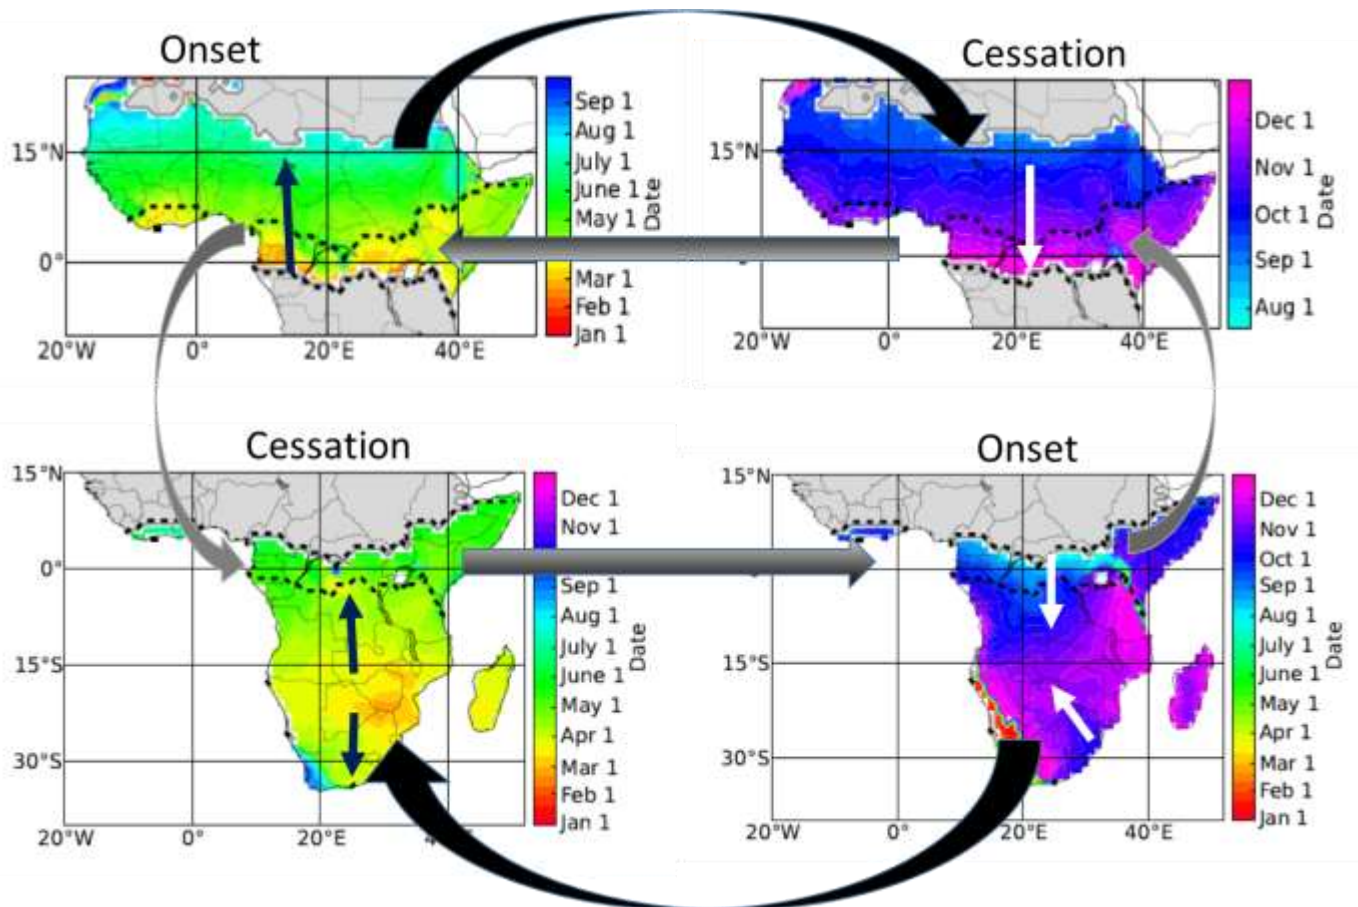 Onset
Sep 1
Aug 1
July 1
June 1
May 1
Mar 1
Feb 1
Jan 1
Date
15°N
0°
20°W
0°
20°E
40°E
Cessation
Dec 1
Nov 1
Oct 1
Sep 1
Aug 1
Date
15°N
20°W
0°
20°E
40°E
Cessation
15°N
0°
15°S
30°S
Dec 1
Nov 1
Sep 1
Aug 1
July 1
June 1
May 1
Apr 1
Mar 1
Feb 1
Jan 1
Date
20°W
0°
20°E
Onset
15°N
0°
15°S
30°S
Dec 1
Nov 1
Oct 1
Sep 1
Aug 1
July 1
June 1
May 1
Apr 1
Mar 1
Feb 1
Jan 1
Date
20°W
0°
20°E
40°E